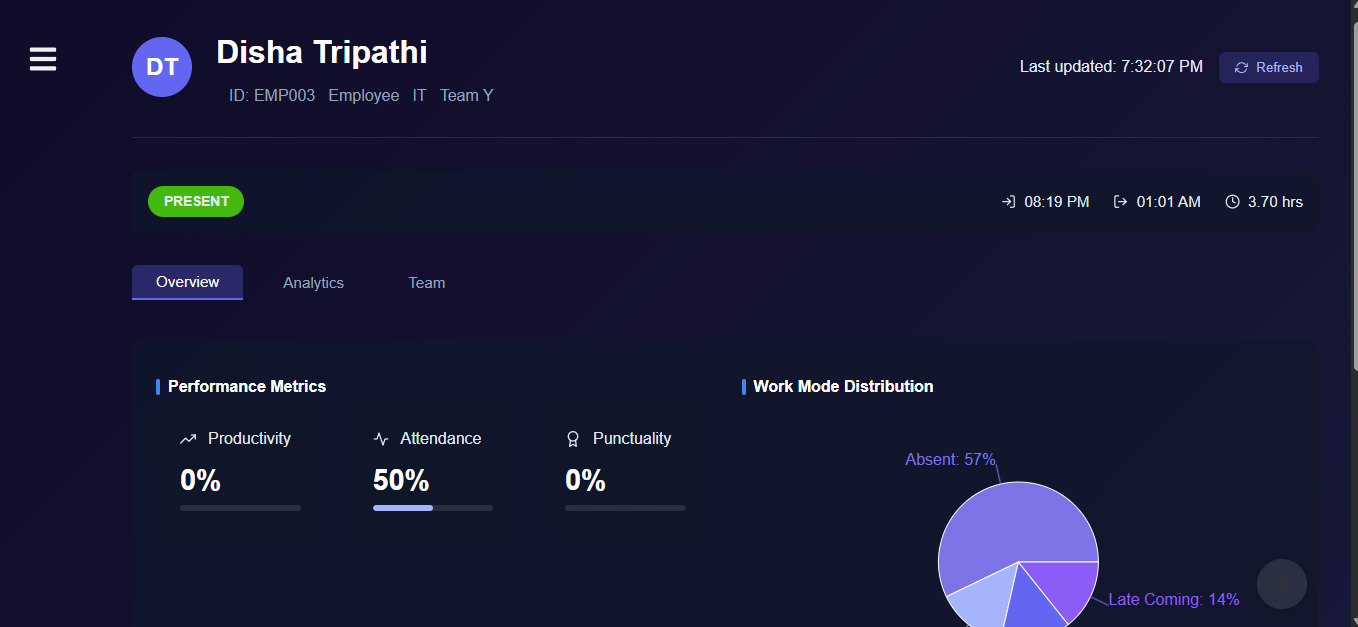 DT
Disha Tripathi
ID: EMP003 Employee IT Team Y
Last updated: 7:32:07 PM
Refresh
PRESENT
08:19 PM
01:01 AM
3.70 hrs
Overview
Analytics
Team
Performance Metrics
Productivity
0%
Attendance
50%
Punctuality
0%
Work Mode Distribution
Absent: 57%
Late Coming: 14%